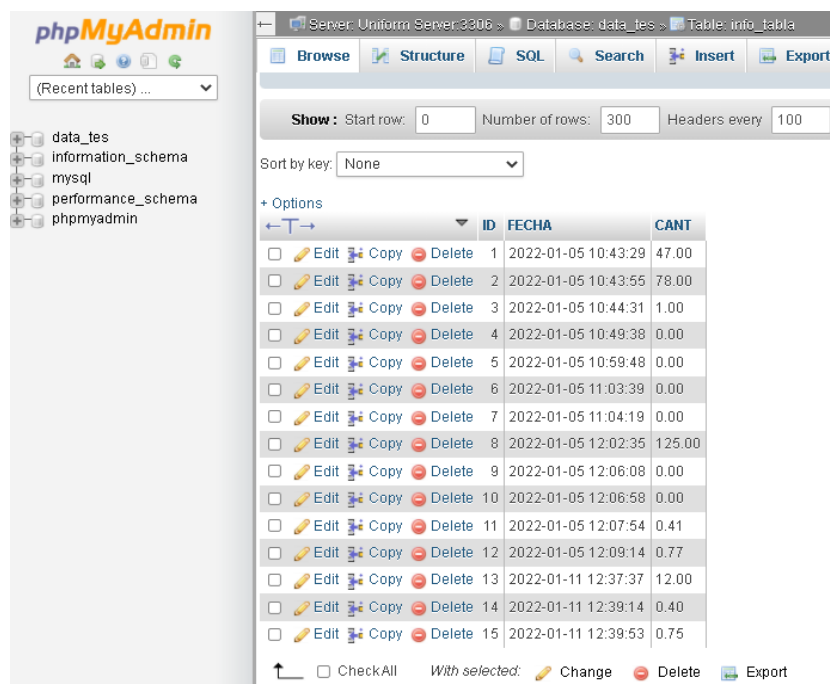 phpMyAdmin
(Recent tables) ...
data_tes
information_schema
mysql
performance_schema
phpmyadmin
← Server: Uniform Server:3306 » Database: data_tes » Table: info_tabla
Browse Structure SQL Search Insert Export
Show : Start row: 0 Number of rows: 300 Headers every 100
Sort by key: None
+ Options
←T→ ID FECHA CANT
Edit Copy Delete 1 2022-01-05 10:43:29 47.00
Edit Copy Delete 2 2022-01-05 10:43:55 78.00
Edit Copy Delete 3 2022-01-05 10:44:31 1.00
Edit Copy Delete 4 2022-01-05 10:49:38 0.00
Edit Copy Delete 5 2022-01-05 10:59:48 0.00
Edit Copy Delete 6 2022-01-05 11:03:39 0.00
Edit Copy Delete 7 2022-01-05 11:04:19 0.00
Edit Copy Delete 8 2022-01-05 12:02:35 125.00
Edit Copy Delete 9 2022-01-05 12:06:08 0.00
Edit Copy Delete 10 2022-01-05 12:06:58 0.00
Edit Copy Delete 11 2022-01-05 12:07:54 0.41
Edit Copy Delete 12 2022-01-05 12:09:14 0.77
Edit Copy Delete 13 2022-01-11 12:37:37 12.00
Edit Copy Delete 14 2022-01-11 12:39:14 0.40
Edit Copy Delete 15 2022-01-11 12:39:53 0.75
Check All With selected: Change Delete Export